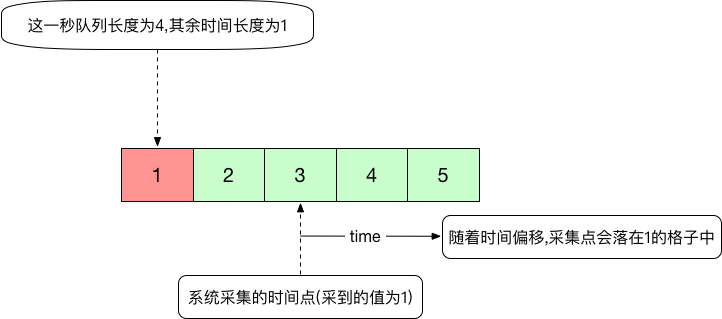 这一秒队列长度为4,其余时间长度为1
1 2 3 4 5
time
随着时间偏移,采集点会落在1的格子中
系统采集的时间点(采到的值为1)